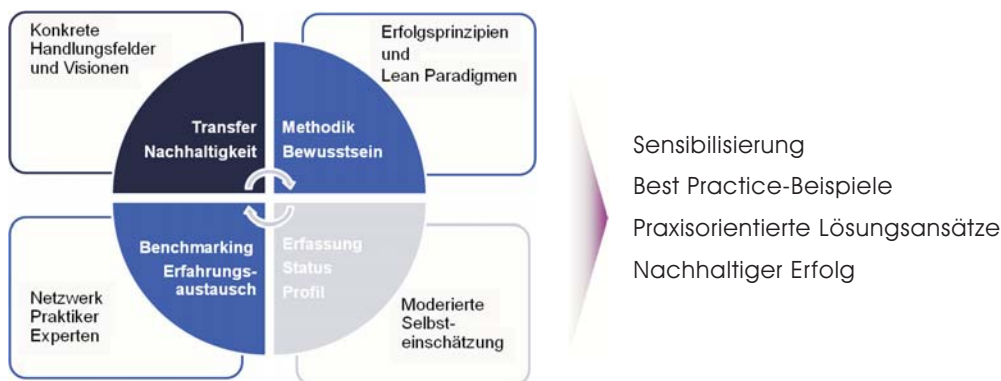 Konkrete
Handlungsfelder
und Visionen
Erfolgsprinzipien
und
Lean Paradigmen
Transfer
Nachhaltigkeit
Methodik
Bewusstsein
Benchmarking
Erfahrungs-
austausch
Erfassung
Status
Profil
Netzwerk
Praktiker
Experten
Moderierte
Selbst-
einschätzung
Sensibilisierung
Best Practice-Beispiele
Praxisorientierte Lösungsansätze
Nachhaltiger Erfolg